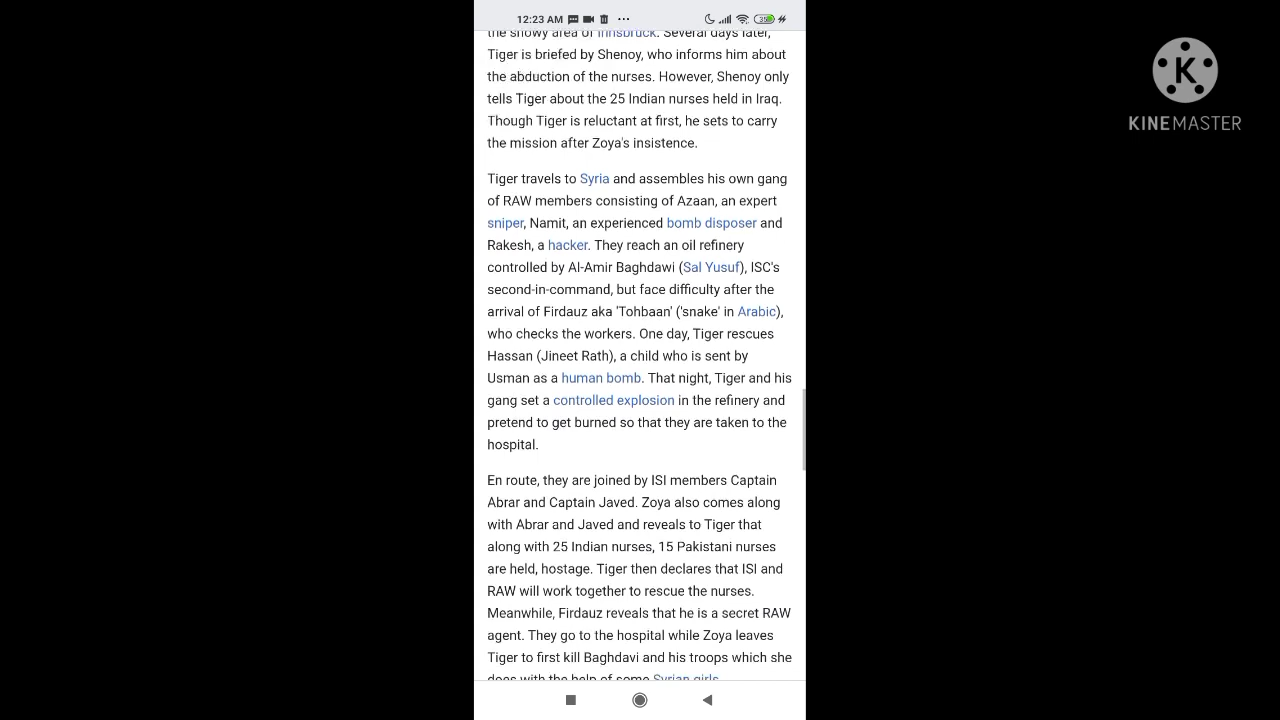 12:23 AM
35
the snowy area of Innsbruck. Several days later,
Tiger is briefed by Shenoy, who informs him about
the abduction of the nurses. However, Shenoy only
tells Tiger about the 25 Indian nurses held in Iraq.
Though Tiger is reluctant at first, he sets to carry
the mission after Zoya's insistence.
Tiger travels to Syria and assembles his own gang
of RAW members consisting of Azaan, an expert
sniper, Namit, an experienced bomb disposer and
Rakesh, a hacker. They reach an oil refinery
controlled by Al-Amir Baghdawi (Sal Yusuf), ISC's
second-in-command, but face difficulty after the
arrival of Firdauz aka 'Tohbaan' ('snake' in Arabic),
who checks the workers. One day, Tiger rescues
Hassan (Jineet Rath), a child who is sent by
Usman as a human bomb. That night, Tiger and his
gang set a controlled explosion in the refinery and
pretend to get burned so that they are taken to the
hospital.
En route, they are joined by ISI members Captain
Abrar and Captain Javed. Zoya also comes along
with Abrar and Javed and reveals to Tiger that
along with 25 Indian nurses, 15 Pakistani nurses
are held, hostage. Tiger then declares that ISI and
RAW will work together to rescue the nurses.
Meanwhile, Firdauz reveals that he is a secret RAW
agent. They go to the hospital while Zoya leaves
Tiger to first kill Baghdavi and his troops which she
does with the help of some Syrian girls.
K
KINEMASTER